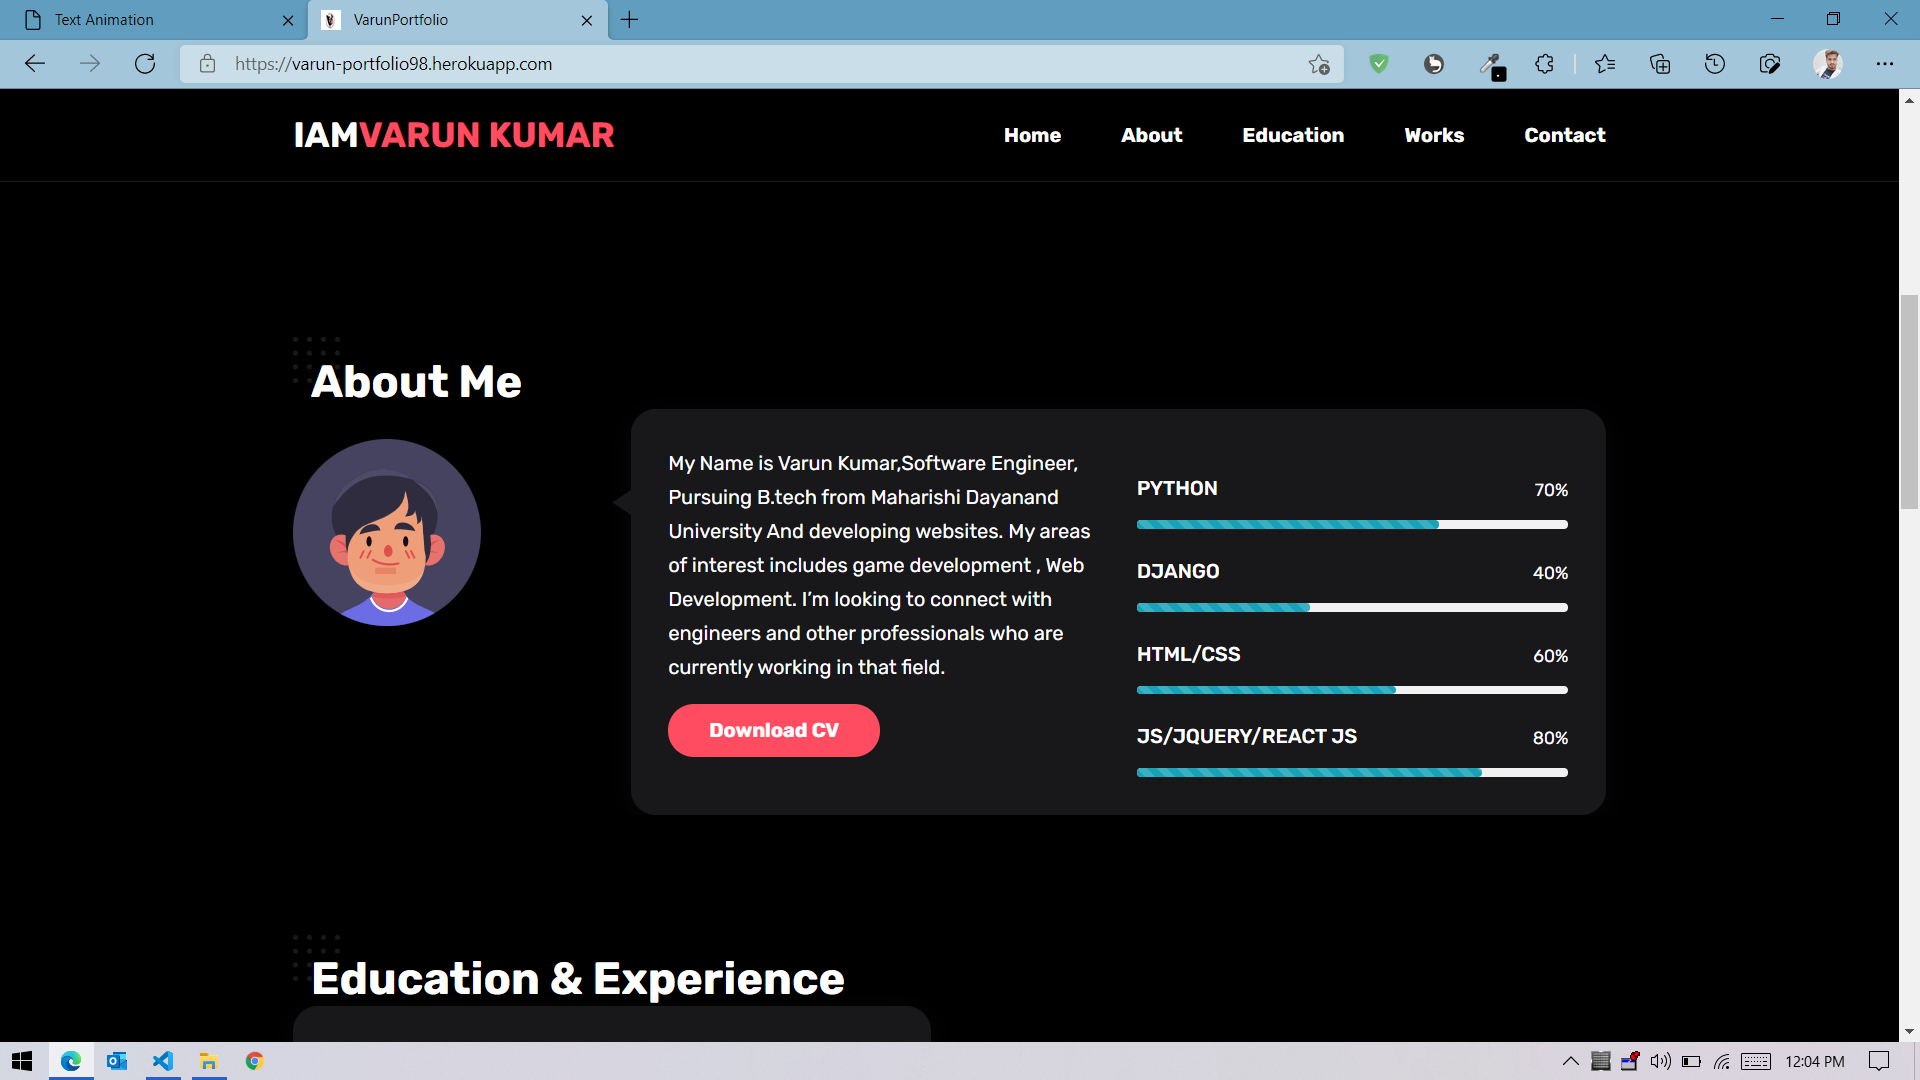 Text Animation
VarunPortfolio
https://varun-portfolio98.herokuapp.com
IAMVARUN KUMAR
Home
About
Education
Works
Contact
About Me
My Name is Varun Kumar,Software Engineer,
Pursuing B.tech from Maharishi Dayanand
University And developing websites. My areas
of interest includes game development , Web
Development. I’m looking to connect with
engineers and other professionals who are
currently working in that field.
Download CV
PYTHON 70%
DJANGO 40%
HTML/CSS 60%
JS/JQUERY/REACT JS 80%
Education & Experience
12:04 PM